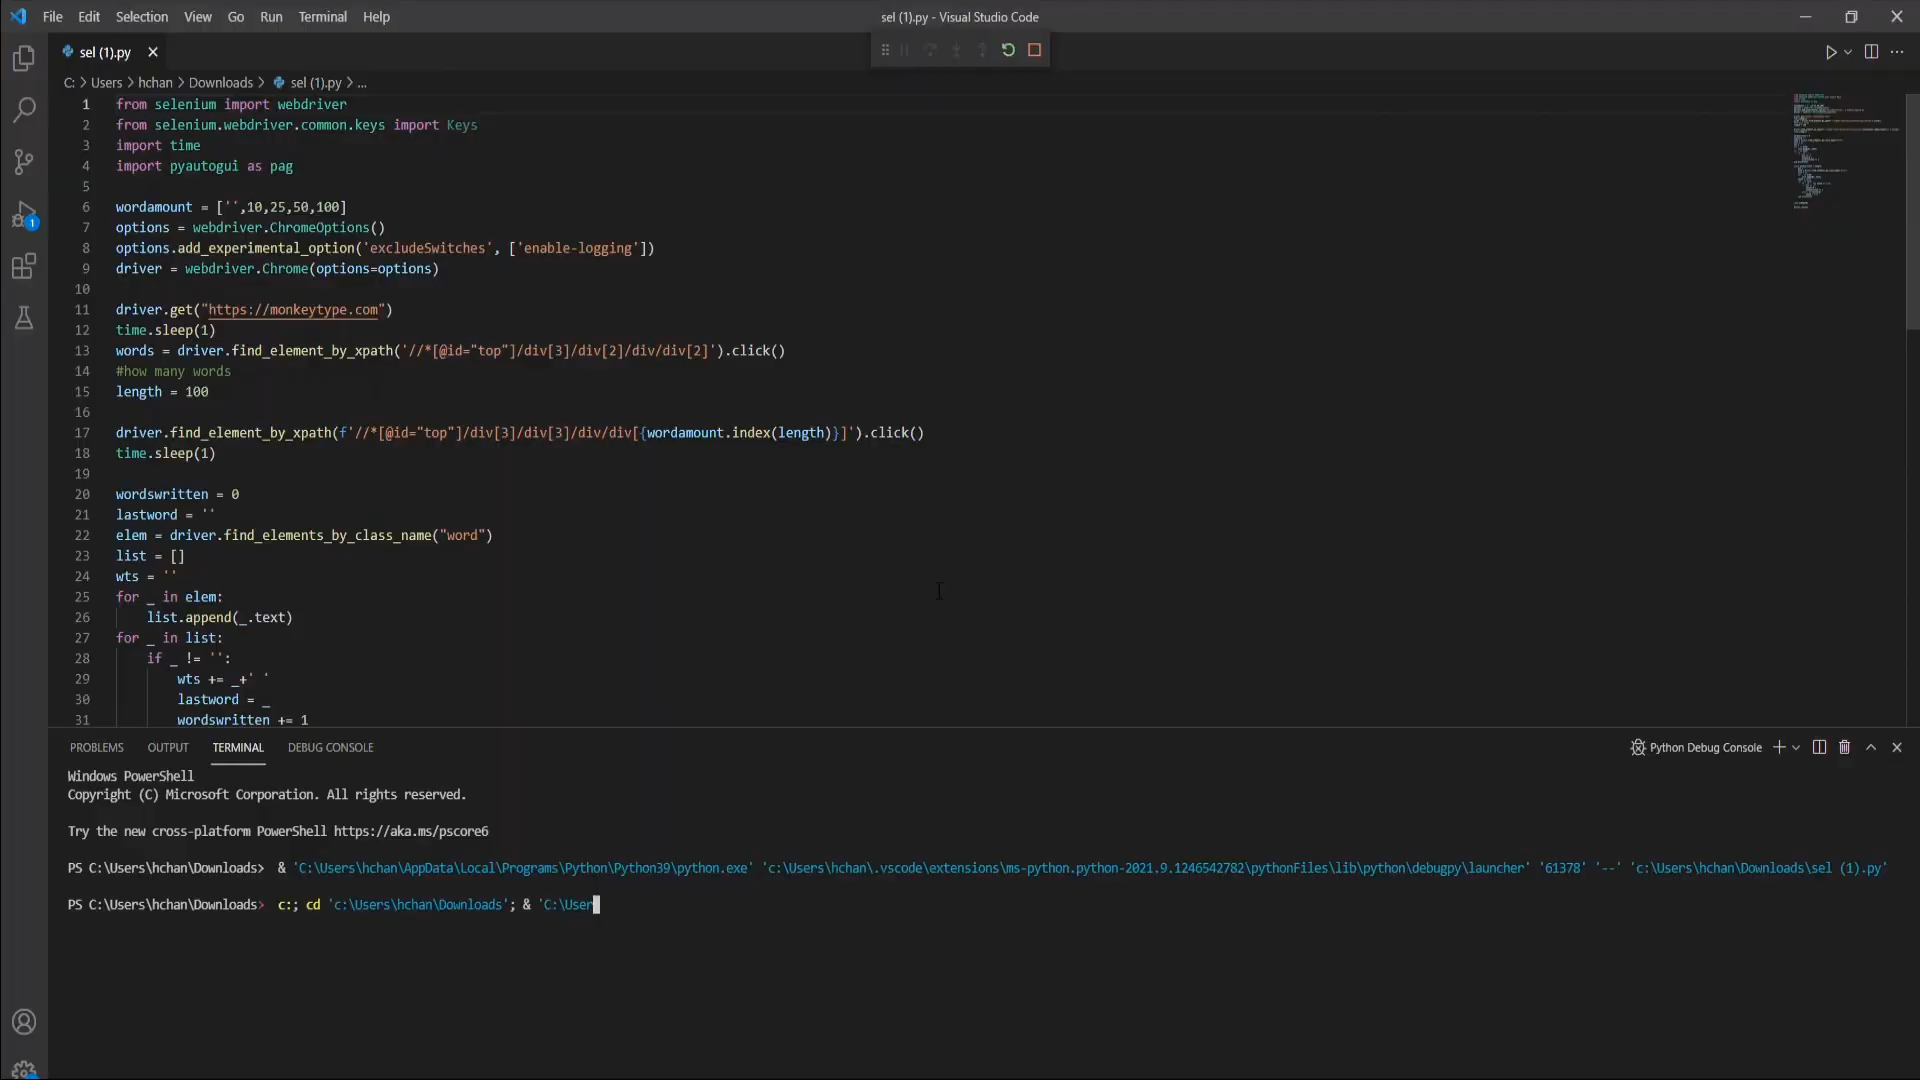 File Edit Selection View Go Run Terminal Help
sel (1).py - Visual Studio Code
sel (1).py
C: > Users > hchan > Downloads > sel (1).py > ...
1 from selenium import webdriver
2 from selenium.webdriver.common.keys import Keys
3 import time
4 import pyautogui as pag
5
6 wordamount = ['',10,25,50,100]
7 options = webdriver.ChromeOptions()
8 options.add_experimental_option('excludeSwitches', ['enable-logging'])
9 driver = webdriver.Chrome(options=options)
10
11 driver.get("https://monkeytype.com")
12 time.sleep(1)
13 words = driver.find_element_by_xpath('//*[@id="top"]/div[3]/div[2]/div/div[2]').click()
14 #how many words
15 length = 100
16
17 driver.find_element_by_xpath(f'//*[@id="top"]/div[3]/div[3]/div/div[{wordamount.index(length)}]').click()
18 time.sleep(1)
19
20 wordswritten = 0
21 lastword = ''
22 elem = driver.find_elements_by_class_name("word")
23 list = []
24 wts = ''
25 for _ in elem:
26 list.append(_.text)
27 for _ in list:
28 if _ != '':
29 wts += _+' '
30 lastword = _
31 wordswritten += 1
PROBLEMS OUTPUT TERMINAL DEBUG CONSOLE
Python Debug Console
Windows PowerShell
Copyright (C) Microsoft Corporation. All rights reserved.
Try the new cross-platform PowerShell https://aka.ms/pscore6
PS C:\Users\hchan\Downloads> & 'C:\Users\hchan\AppData\Local\Programs\Python\Python39\python.exe' 'c:\Users\hchan\.vscode\extensions\ms-python.python-2021.9.1246542782\pythonFiles\lib\python\debugpy\launcher' '61378' '--' 'c:\Users\hchan\Downloads\sel (1).py'
PS C:\Users\hchan\Downloads> c:; cd 'c:\Users\hchan\Downloads'; & 'C:\User
1